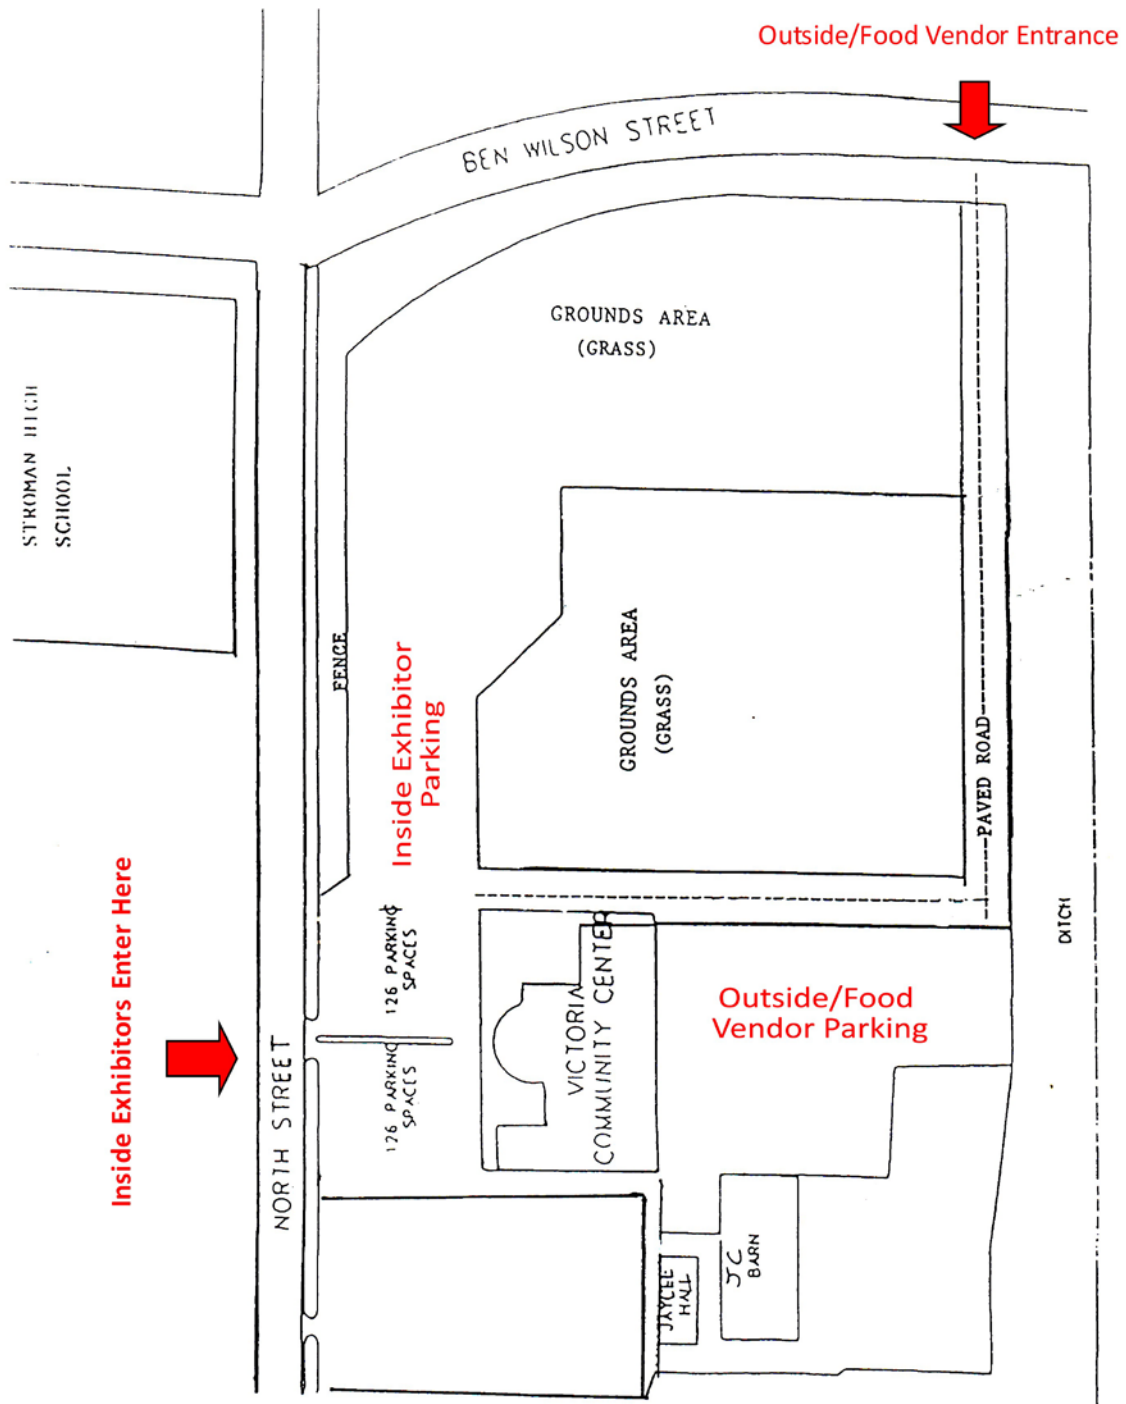 Outside/Food Vendor Entrance
BEN WILSON STREET
GROUNDS AREA
(GRASS)
STROMAN HIGH
SCHOOL
FENCE
Inside Exhibitor
Parking
GROUNDS AREA
(GRASS)
PAVED ROAD
Inside Exhibitors Enter Here
126 PARKING
SPACES
126 PARKING
SPACES
VICTORIA
COMMUNITY CENTER
Outside/Food
Vendor Parking
DITCH
NORTH STREET
JAYCEE
HALL
JC
BARN